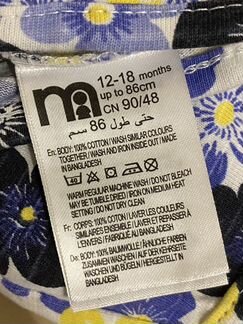 m
12-18 months
up to 86cm
CN 90/48
حتى طول 86 سم
En: BODY: 100% COTTON / WASH SIMILAR COLOURS
TOGETHER / WASH AND IRON INSIDE OUT / MADE
IN BANGLADESH
40
WARM REGULAR MACHINE WASH / DO NOT BLEACH
MAY BE TUMBLE DRIED / IRON ON MEDIUM HEAT
SETTING / DO NOT DRY CLEAN
Fr: CORPS: 100% COTON / LAVER LES COULEURS
SIMILAIRES ENSEMBLE / LAVER ET REPASSER À
L'ENVERS / FABRIQUÉ AU BANGLADESH
De: BODY: 100% BAUMWOLLE / ÄHNLICHE FARBEN
ZUSAMMEN WASCHEN / AUF DER KEHRSEITE
WASCHEN UND BÜGELN / HERGESTELLT IN
BANGLADESH